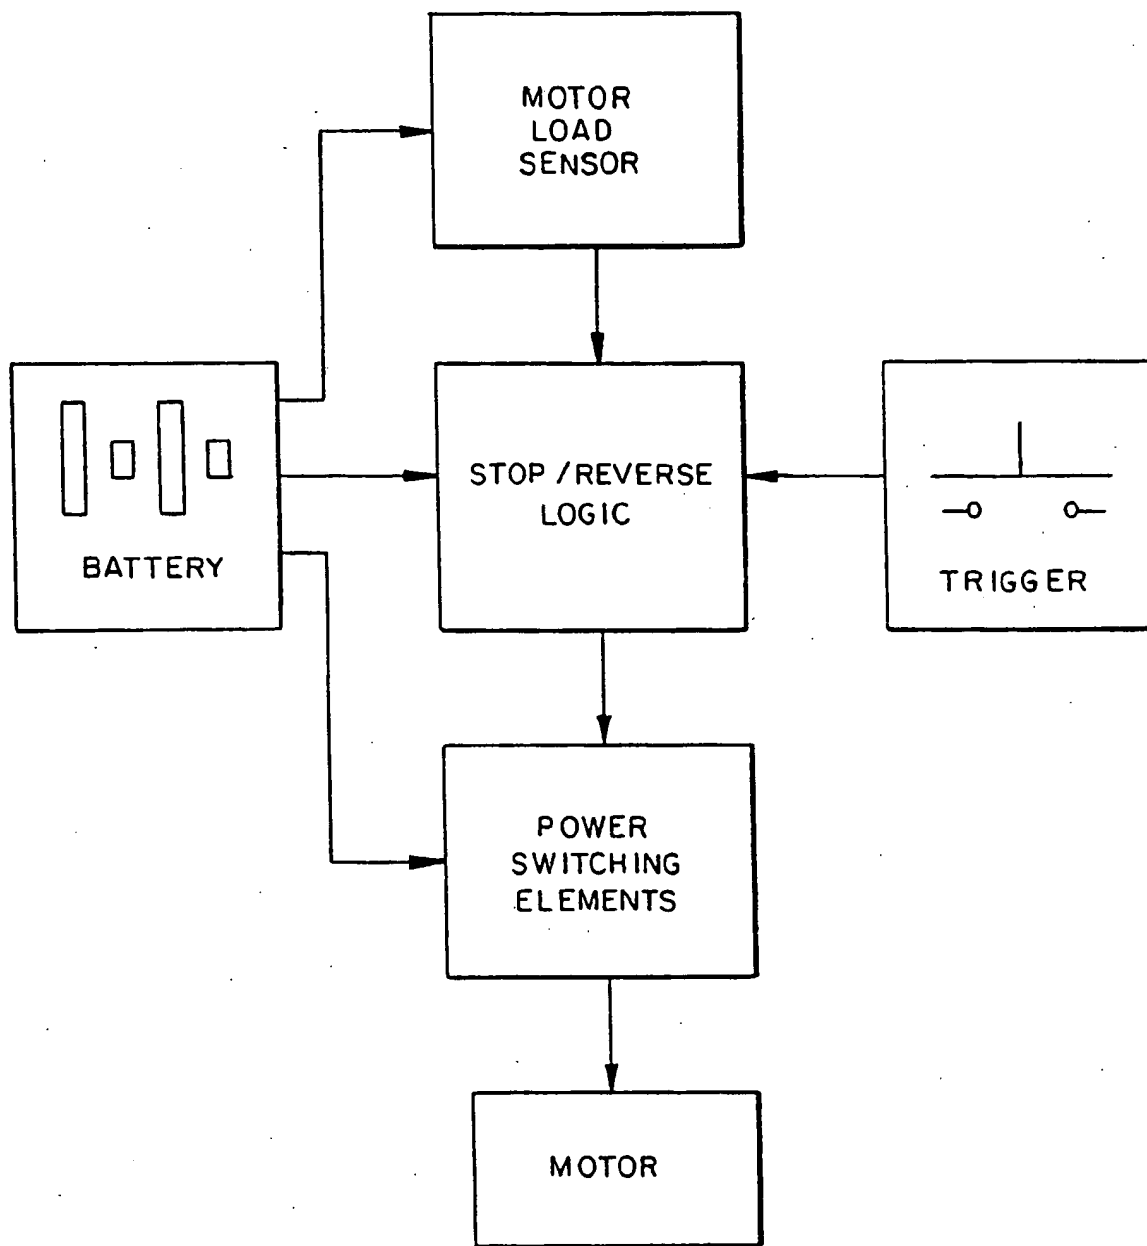 MOTOR
LOAD
SENSOR
BATTERY
STOP/REVERSE
LOGIC
TRIGGER
POWER
SWITCHING
ELEMENTS
MOTOR